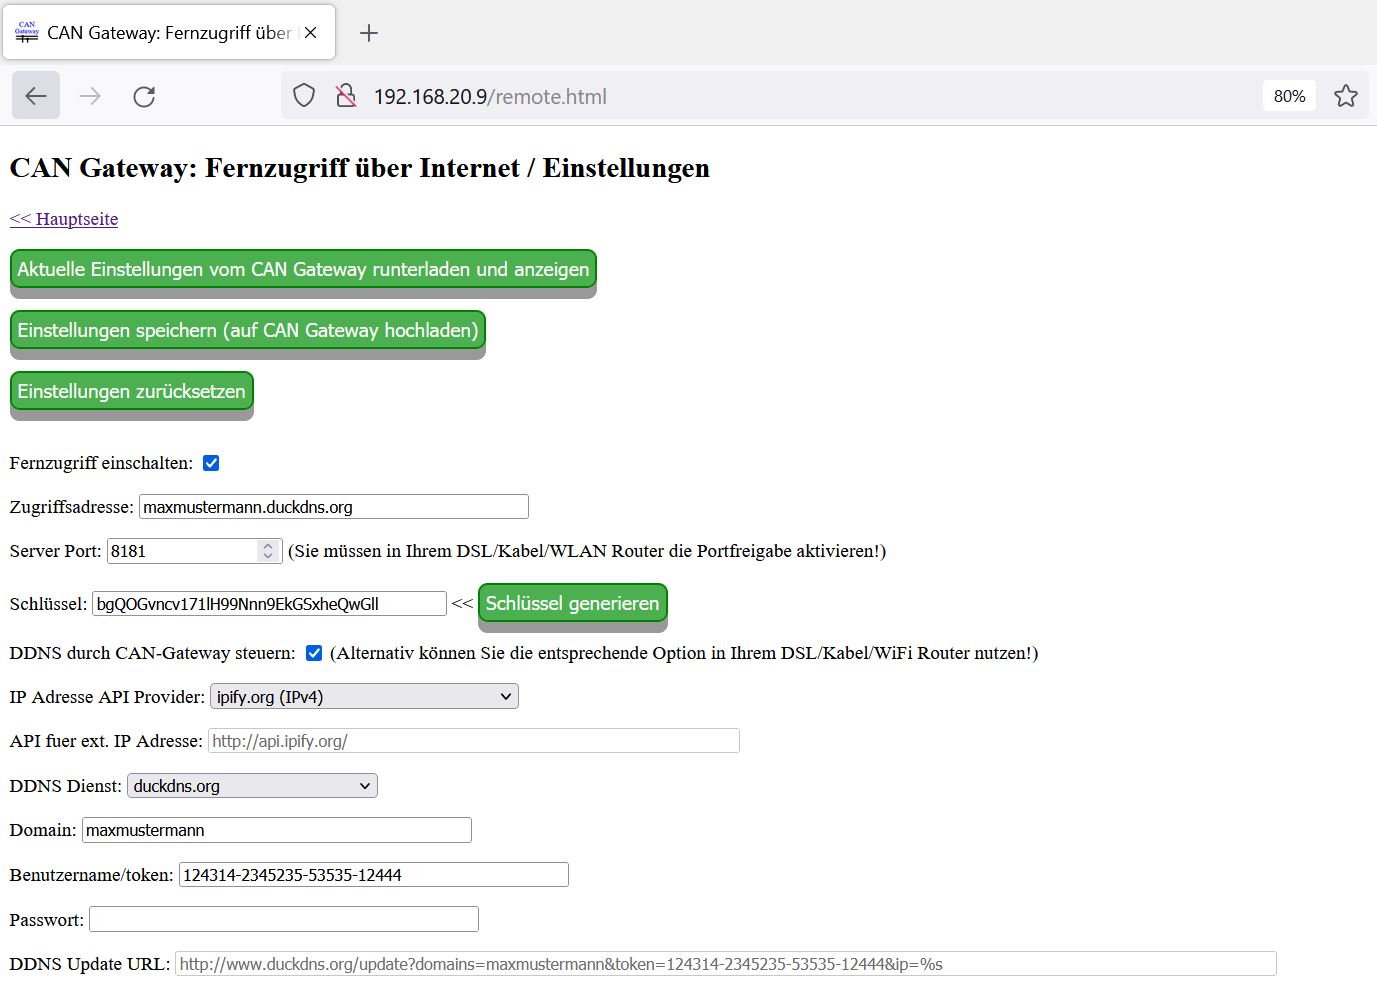 CAN
Gateway
CAN Gateway: Fernzugriff über
192.168.20.9/remote.html
80%
CAN Gateway: Fernzugriff über Internet / Einstellungen
<< Hauptseite
Aktuelle Einstellungen vom CAN Gateway runterladen und anzeigen
Einstellungen speichern (auf CAN Gateway hochladen)
Einstellungen zurücksetzen
Fernzugriff einschalten:
Zugriffsadresse: maxmustermann.duckdns.org
Server Port: 8181 (Sie müssen in Ihrem DSL/Kabel/WLAN Router die Portfreigabe aktivieren!)
Schlüssel: bgQOGvncv171lH99Nnn9EkGSxheQwGll << Schlüssel generieren
DDNS durch CAN-Gateway steuern: (Alternativ können Sie die entsprechende Option in Ihrem DSL/Kabel/WiFi Router nutzen!)
IP Adresse API Provider: ipify.org (IPv4)
API fuer ext. IP Adresse: http://api.ipify.org/
DDNS Dienst: duckdns.org
Domain: maxmustermann
Benutzername/token: 124314-2345235-53535-12444
Passwort:
DDNS Update URL: http://www.duckdns.org/update?domains=maxmustermann&token=124314-2345235-53535-12444&ip=%s